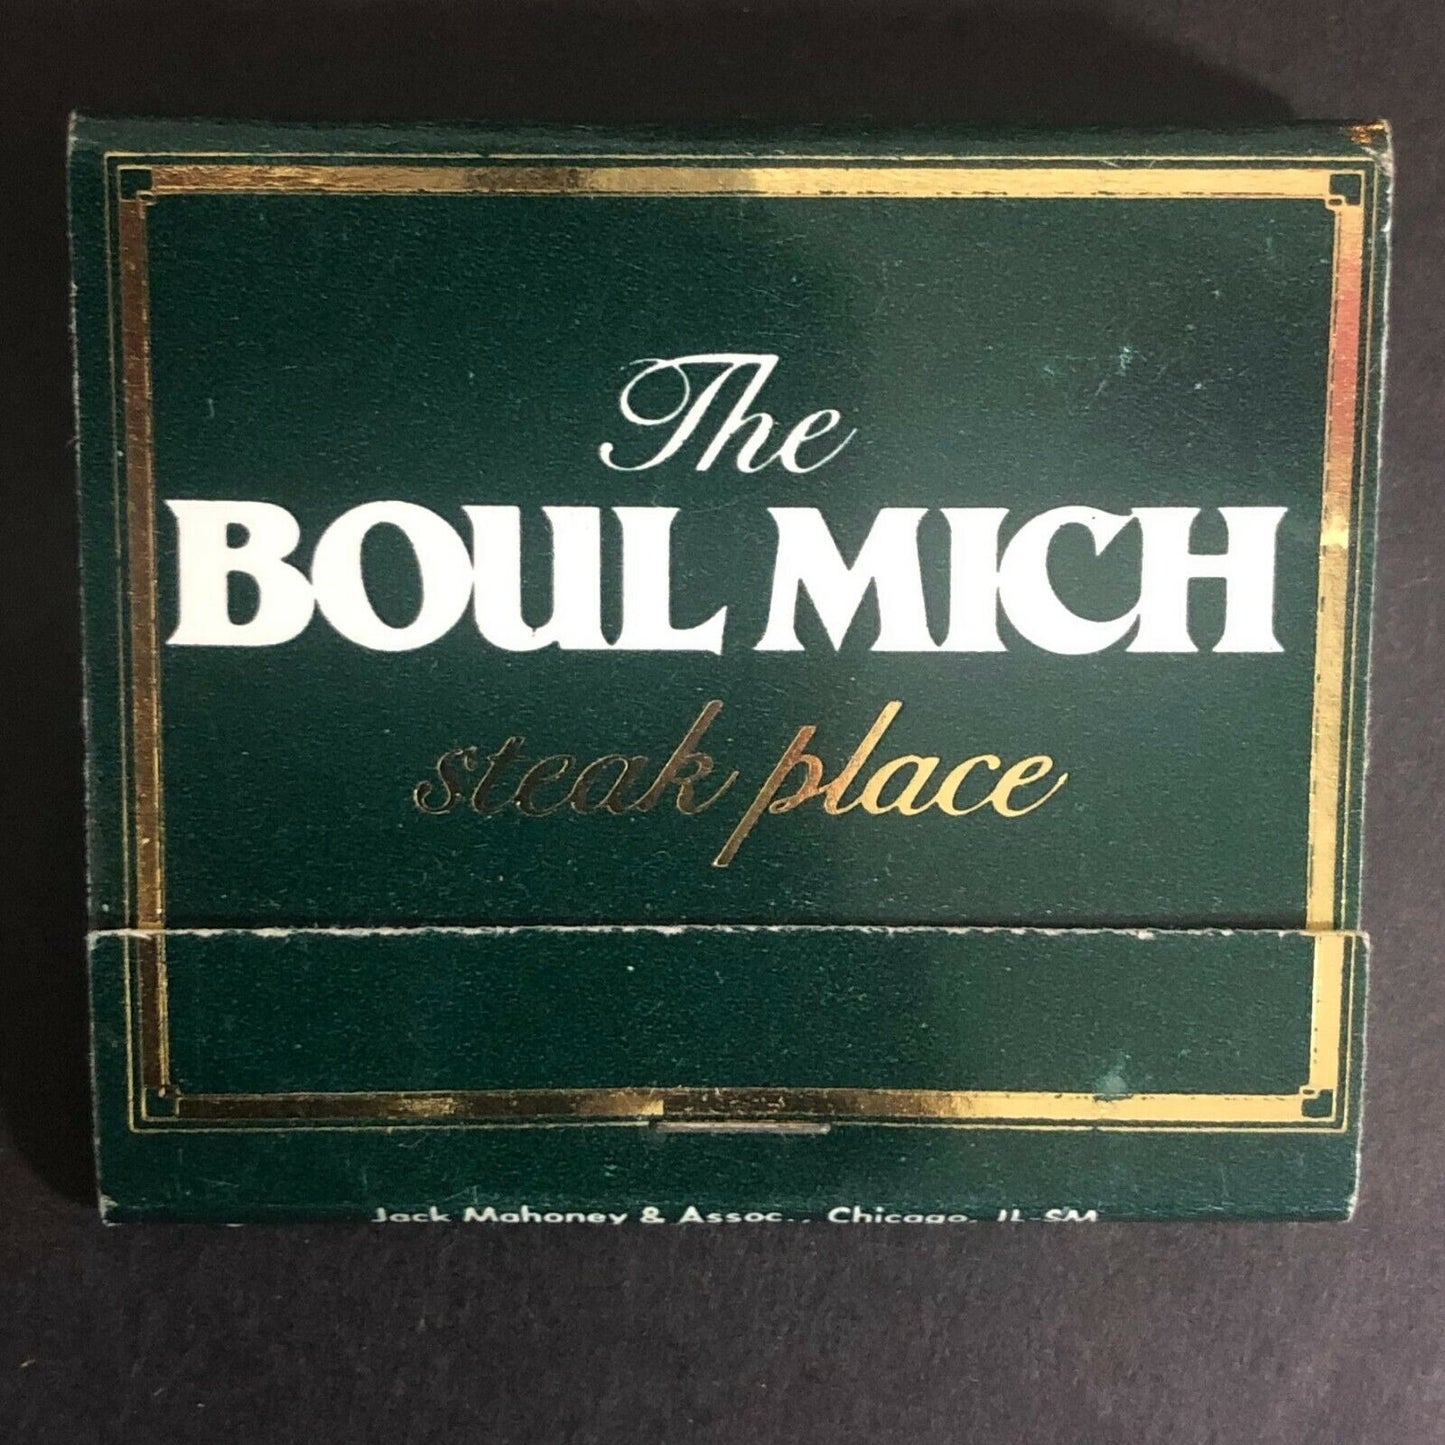 The
BOUL MICH
steak place
Jack Mahoney & Assoc., Chicago, IL-SM